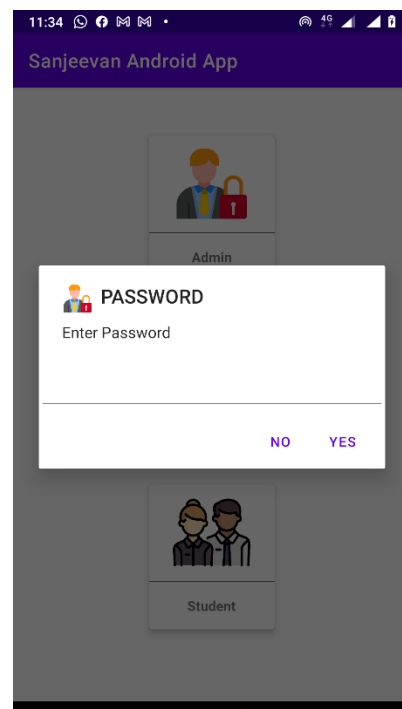 11:34
4G
Sanjeevan Android App
Admin
PASSWORD
Enter Password
NO YES
Student